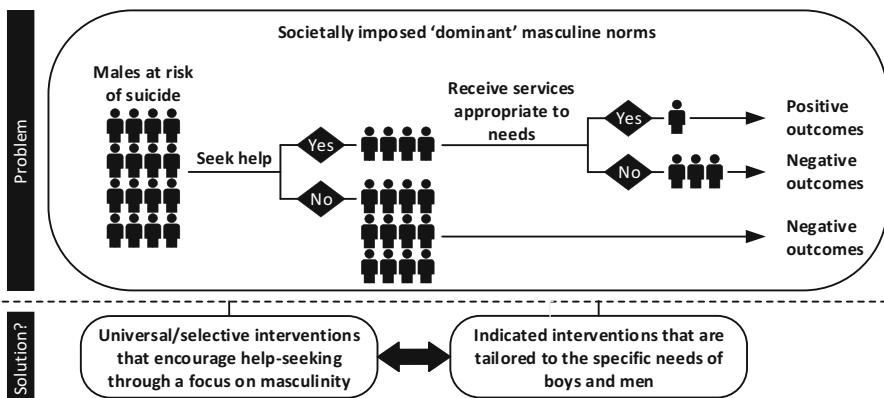 Problem
Societally imposed 'dominant' masculine norms
Males at risk
of suicide
Seek help
Yes
No
Receive services
appropriate to
needs
Yes
No
Positive
outcomes
Negative
outcomes
Negative
outcomes
Solution?
Universal/selective interventions
that encourage help-seeking
through a focus on masculinity
Indicated interventions that are
tailored to the specific needs of
boys and men